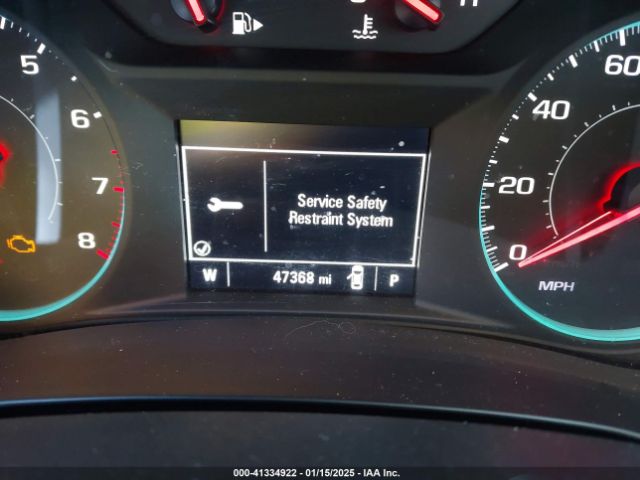 H
5
6
7
8
Service Safety
Restraint System
W 47368 mi P
60
40
20
0
MPH
000-41334922 - 01/15/2025 - IAA Inc.